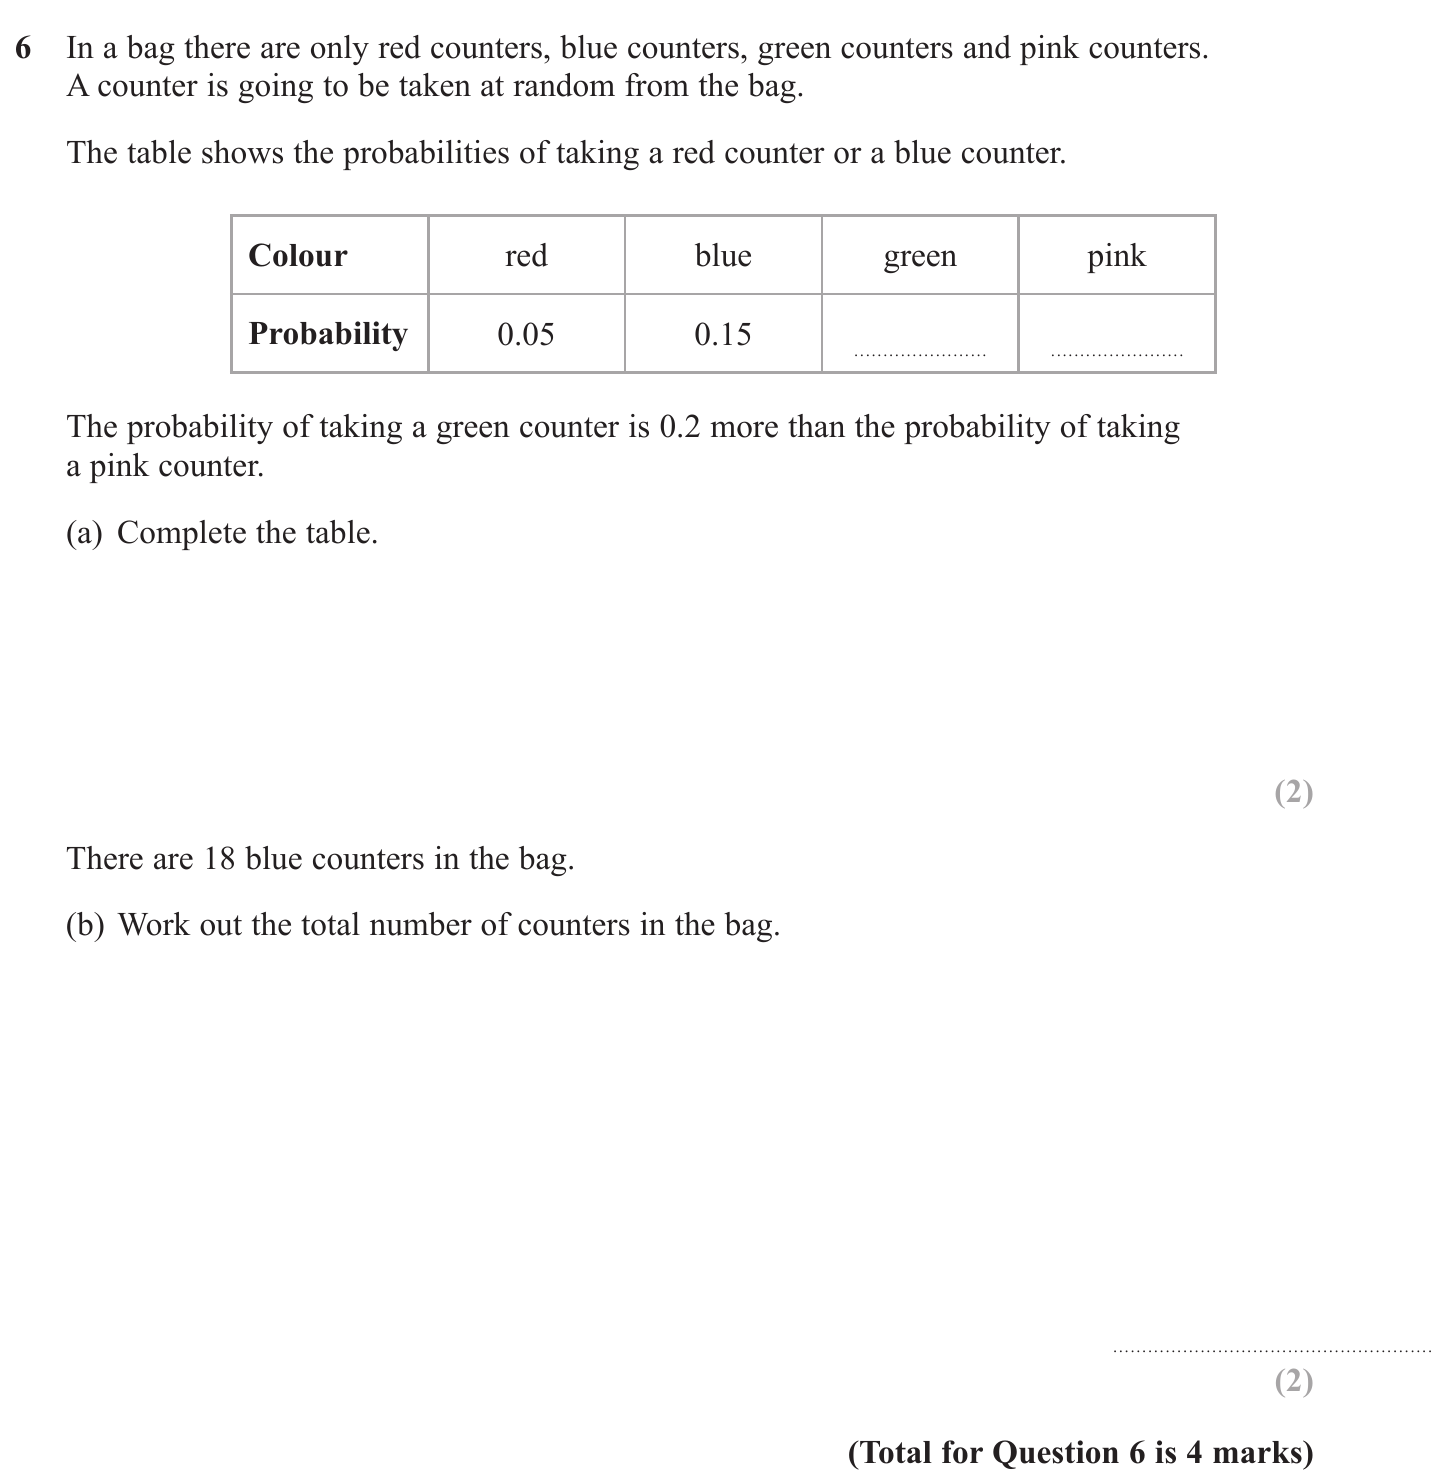 6 In a bag there are only red counters, blue counters, green counters and pink counters.
A counter is going to be taken at random from the bag.
The table shows the probabilities of taking a red counter or a blue counter.
Colour red blue green pink
Probability 0.05 0.15
The probability of taking a green counter is 0.2 more than the probability of taking
a pink counter.
(a) Complete the table.
(2)
There are 18 blue counters in the bag.
(b) Work out the total number of counters in the bag.
(2)
(Total for Question 6 is 4 marks)